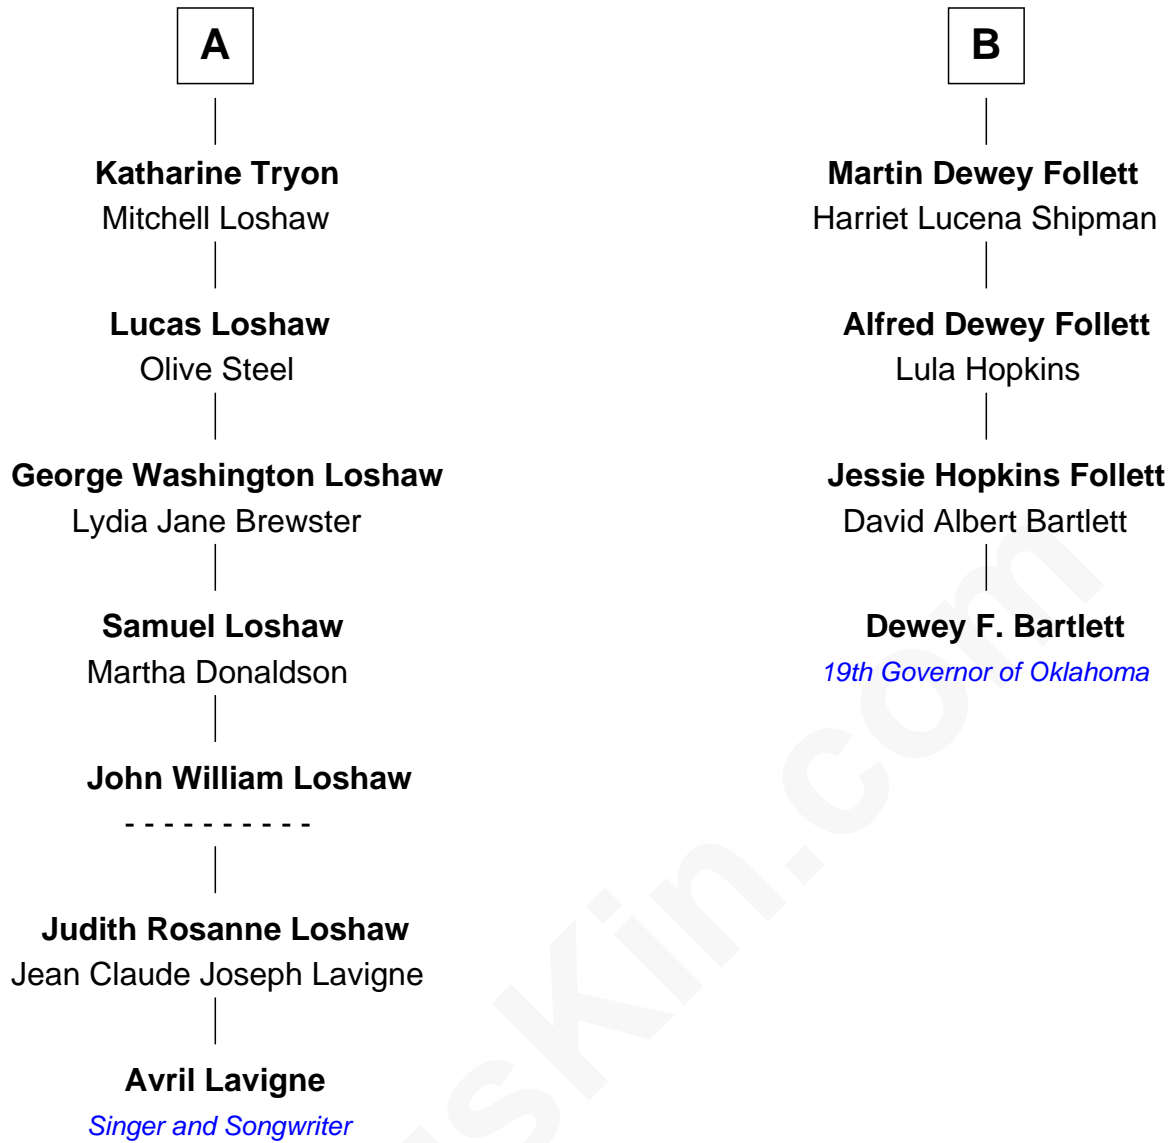 A
Katharine Tryon
Mitchell Loshaw
Lucas Loshaw
Olive Steel
George Washington Loshaw
Lydia Jane Brewster
Samuel Loshaw
Martha Donaldson
John William Loshaw
- - - - - - - - - -
Judith Rosanne Loshaw
Jean Claude Joseph Lavigne
Avril Lavigne
Singer and Songwriter
B
Martin Dewey Follett
Harriet Lucena Shipman
Alfred Dewey Follett
Lula Hopkins
Jessie Hopkins Follett
David Albert Bartlett
Dewey F. Bartlett
19th Governor of Oklahoma